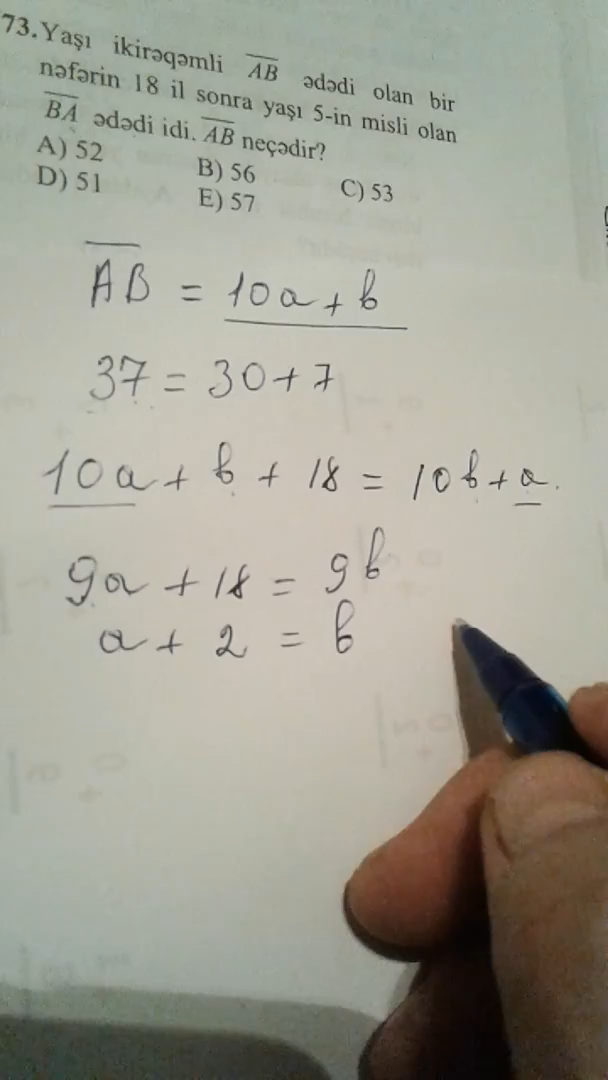 73. Yaşı ikirəqəmli AB ədədi olan bir
nəfərin 18 il sonra yaşı 5-in misli olan
BA ədədi idi. AB neçədir?
A) 52 B) 56 C) 53
D) 51 E) 57
AB = 10a + b
37 = 30 + 7
10a + b + 18 = 10b + a.
9a + 18 = 9b
a + 2 = b